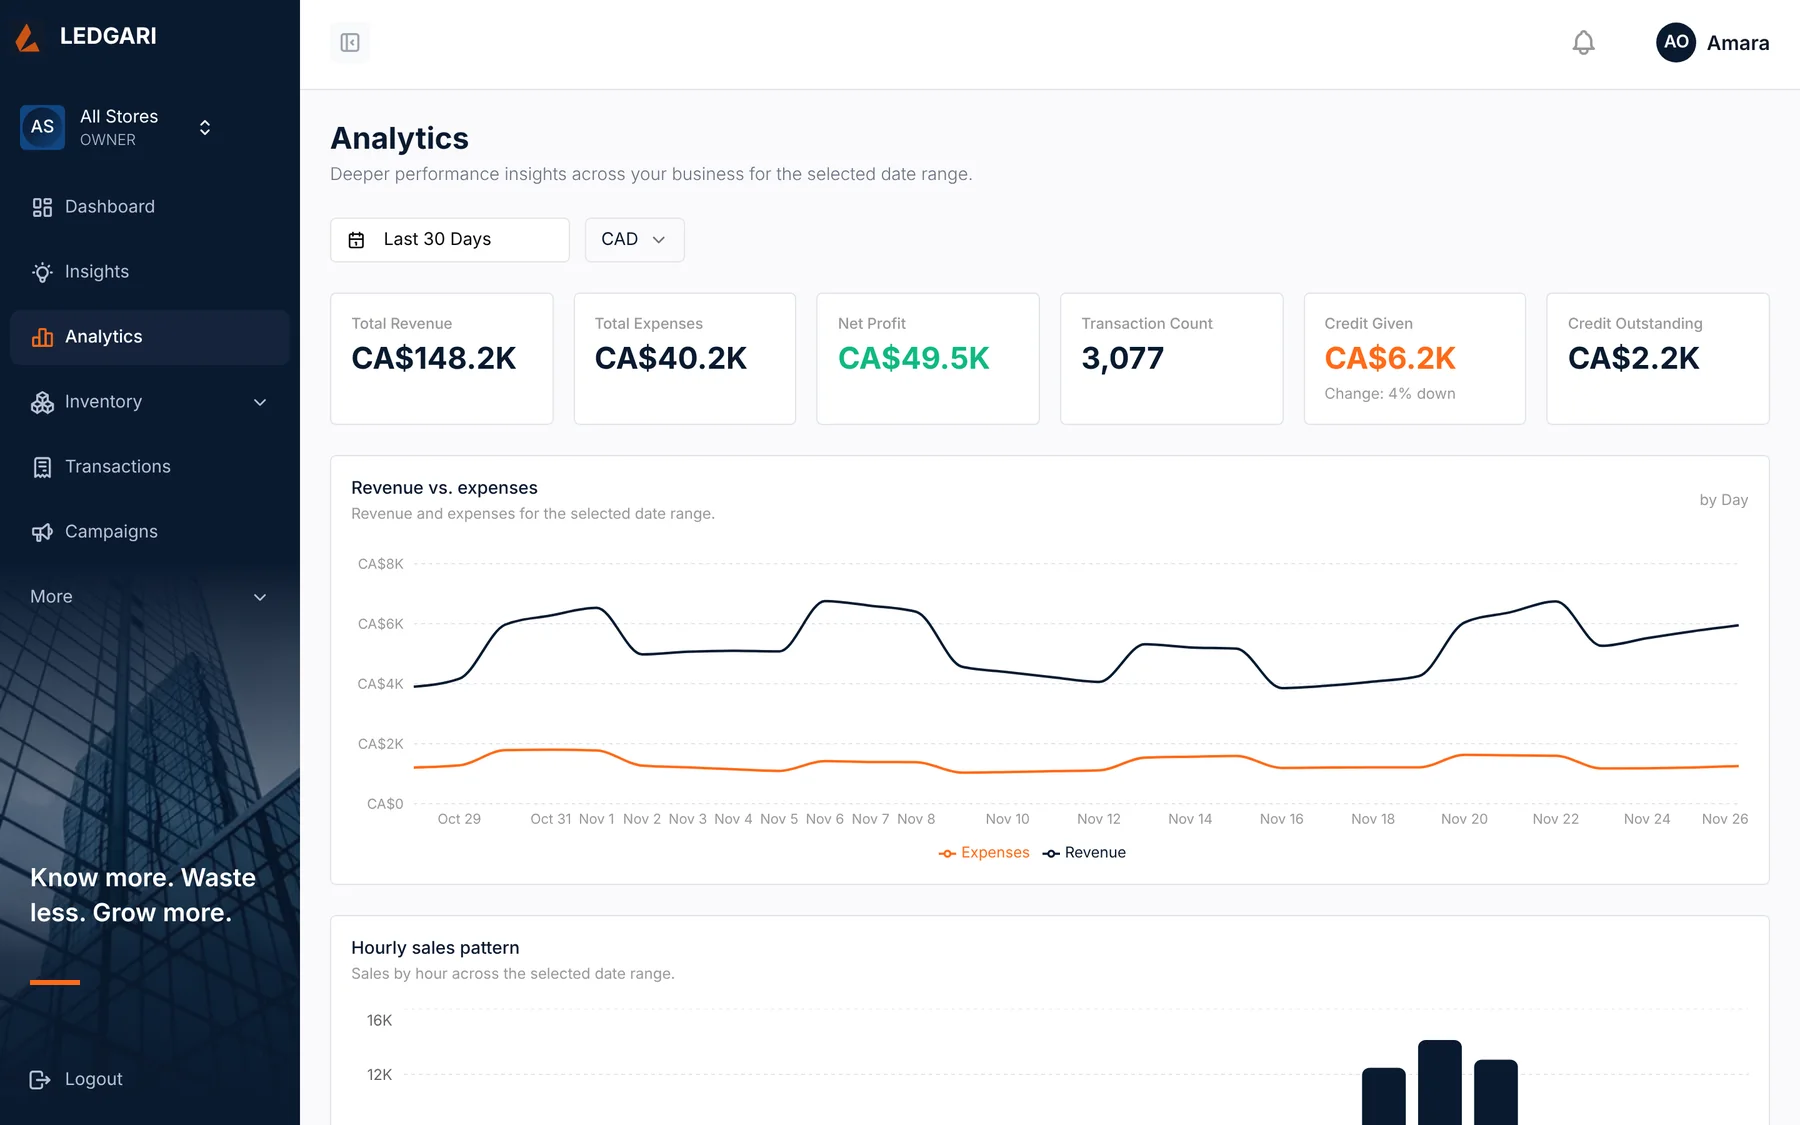 LEDGARI
AS
All Stores
OWNER
Dashboard
Insights
Analytics
Inventory
Transactions
Campaigns
More
Know more. Waste
less. Grow more.
Logout
AO
Amara
Analytics
Deeper performance insights across your business for the selected date range.
Last 30 Days
CAD
Total Revenue
CA$148.2K
Total Expenses
CA$40.2K
Net Profit
CA$49.5K
Transaction Count
3,077
Credit Given
CA$6.2K
Change: 4% down
Credit Outstanding
CA$2.2K
Revenue vs. expenses
Revenue and expenses for the selected date range.
by Day
CA$8K
CA$6K
CA$4K
CA$2K
CA$0
Oct 29 Oct 31 Nov 1 Nov 2 Nov 3 Nov 4 Nov 5 Nov 6 Nov 7 Nov 8 Nov 10 Nov 12 Nov 14 Nov 16 Nov 18 Nov 20 Nov 22 Nov 24 Nov 26
Expenses Revenue
Hourly sales pattern
Sales by hour across the selected date range.
16K
12K